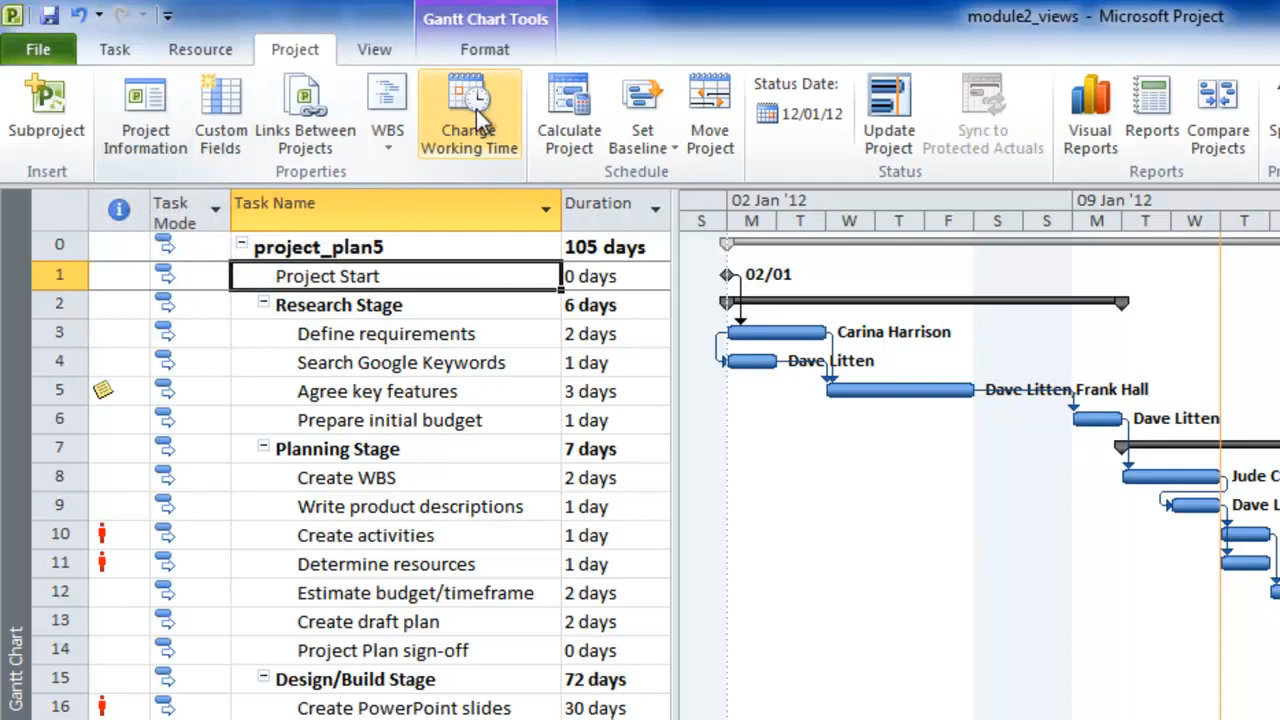 Gantt Chart Tools
module2_views - Microsoft Project
File Task Resource Project View Format
Subproject
Project Information
Custom Fields
Links Between Projects
WBS
Change Working Time
Calculate Project
Set Baseline
Move Project
Status Date:
12/01/12
Update Project
Sync to Protected Actuals
Visual Reports
Reports
Compare Projects
Insert Properties Schedule Status Reports
Task Mode Task Name Duration
02 Jan '12 09 Jan '12
S M T W T F S S M T W T
0 project_plan5 105 days
1 Project Start 0 days 02/01
2 Research Stage 6 days
3 Define requirements 2 days Carina Harrison
4 Search Google Keywords 1 day Dave Litten
5 Agree key features 3 days Dave Litten,Frank Hall
6 Prepare initial budget 1 day Dave Litten
7 Planning Stage 7 days
8 Create WBS 2 days Jude C
9 Write product descriptions 1 day Dave L
10 Create activities 1 day
11 Determine resources 1 day
12 Estimate budget/timeframe 2 days
13 Create draft plan 2 days
14 Project Plan sign-off 0 days
15 Design/Build Stage 72 days
16 Create PowerPoint slides 30 days
Gantt Chart